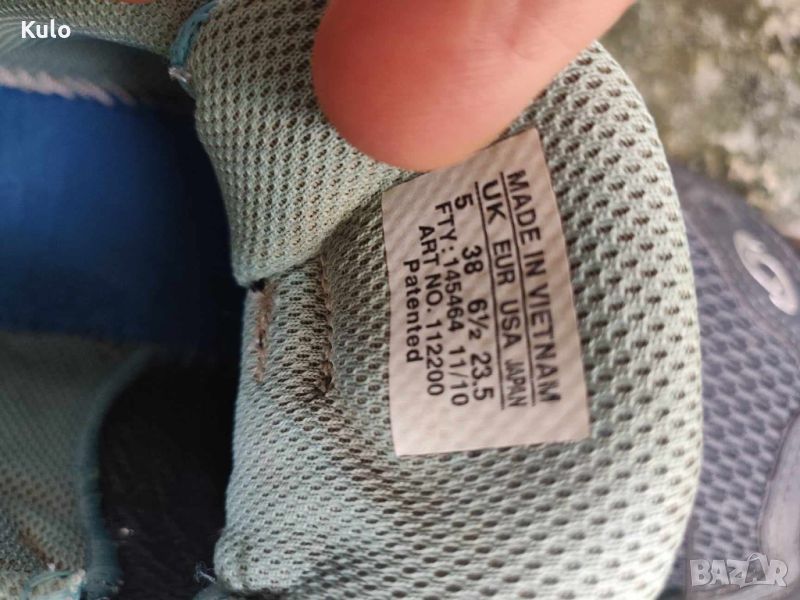 Kulo
MADE IN VIETNAM
UK EUR USA JAPAN
5 38 6½ 23.5
FTY: 145464 11/10
ART NO. 112200
Patented
BAZAR